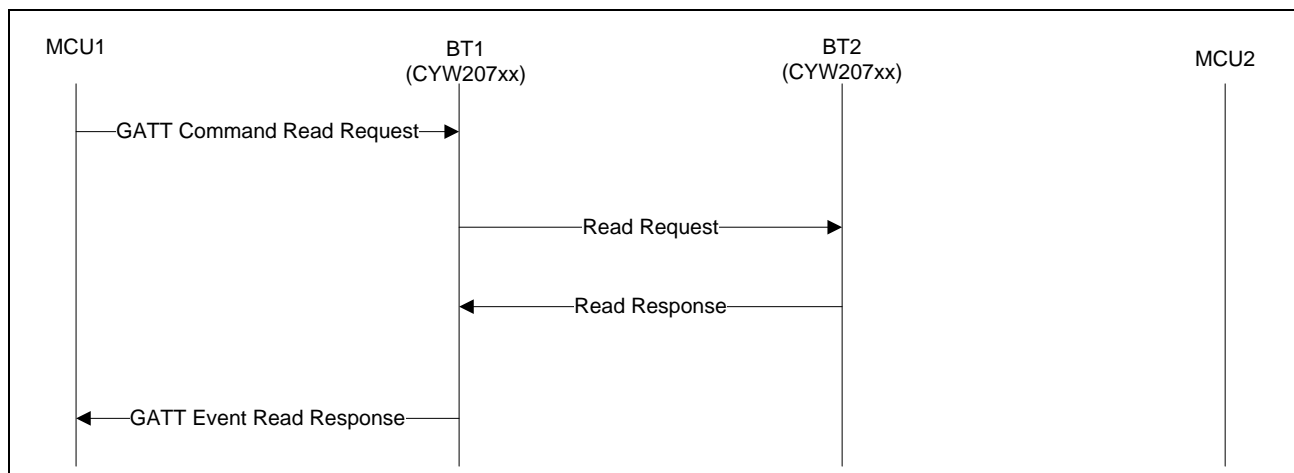 MCU1
BT1
(CYW207xx)
BT2
(CYW207xx)
MCU2
GATT Command Read Request
Read Request
Read Response
GATT Event Read Response